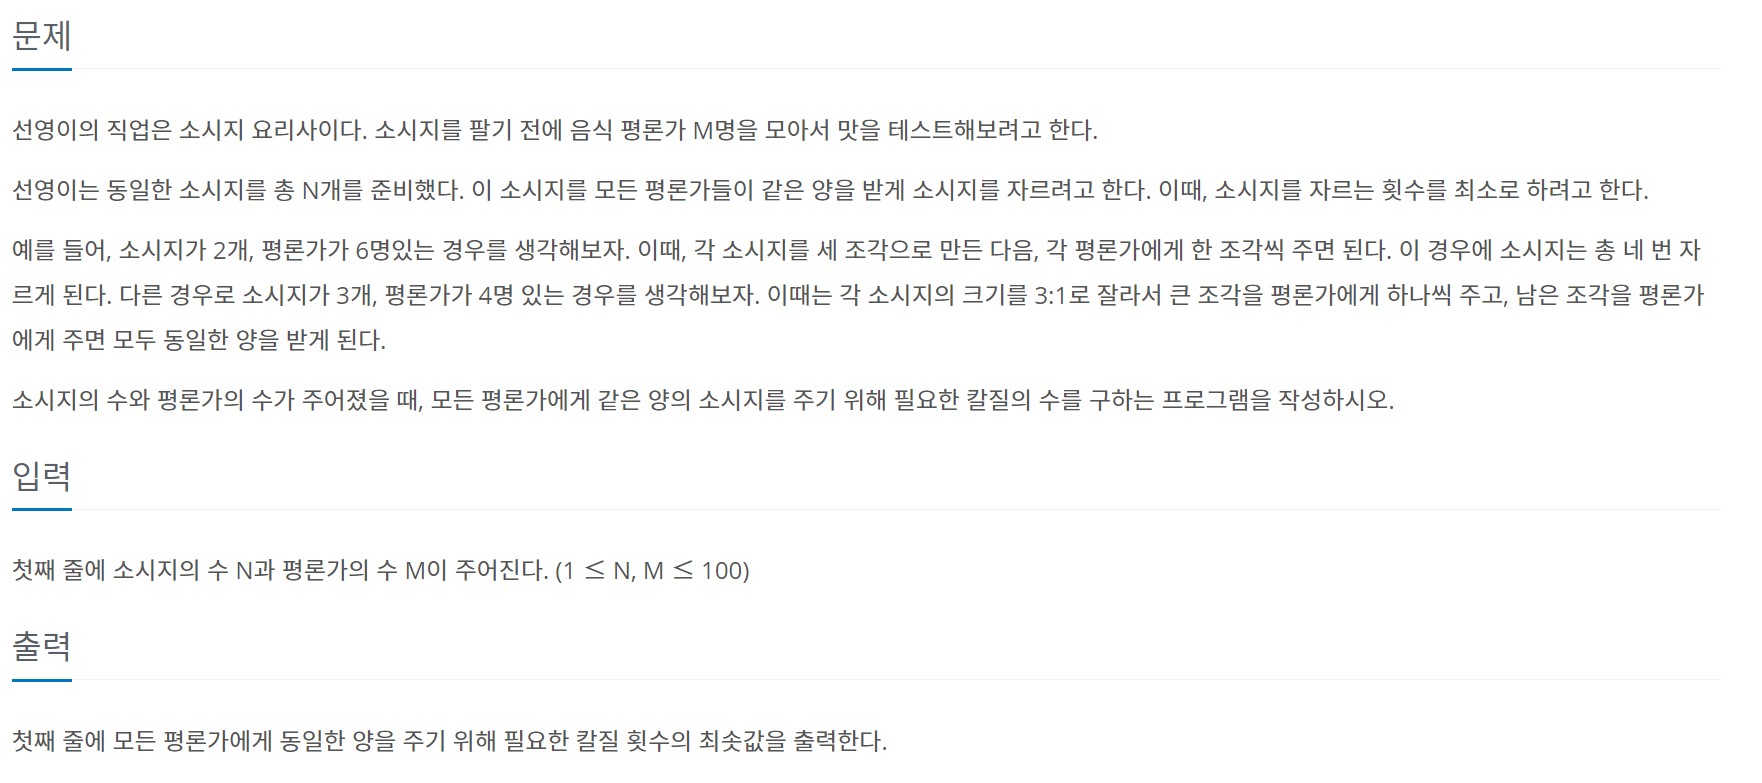 문제
선영이의 직업은 소시지 요리사이다. 소시지를 팔기 전에 음식 평론가 M명을 모아서 맛을 테스트해보려고 한다.
선영이는 동일한 소시지를 총 N개를 준비했다. 이 소시지를 모든 평론가들이 같은 양을 받게 소시지를 자르려고 한다. 이때, 소시지를 자르는 횟수를 최소로 하려고 한다.
예를 들어, 소시지가 2개, 평론가가 6명있는 경우를 생각해보자. 이때, 각 소시지를 세 조각으로 만든 다음, 각 평론가에게 한 조각씩 주면 된다. 이 경우에 소시지는 총 네 번 자
르게 된다. 다른 경우로 소시지가 3개, 평론가가 4명 있는 경우를 생각해보자. 이때는 각 소시지의 크기를 3:1로 잘라서 큰 조각을 평론가에게 하나씩 주고, 남은 조각을 평론가
에게 주면 모두 동일한 양을 받게 된다.
소시지의 수와 평론가의 수가 주어졌을 때, 모든 평론가에게 같은 양의 소시지를 주기 위해 필요한 칼질의 수를 구하는 프로그램을 작성하시오.
입력
첫째 줄에 소시지의 수 N과 평론가의 수 M이 주어진다. (1 ≤ N, M ≤ 100)
출력
첫째 줄에 모든 평론가에게 동일한 양을 주기 위해 필요한 칼질 횟수의 최솟값을 출력한다.